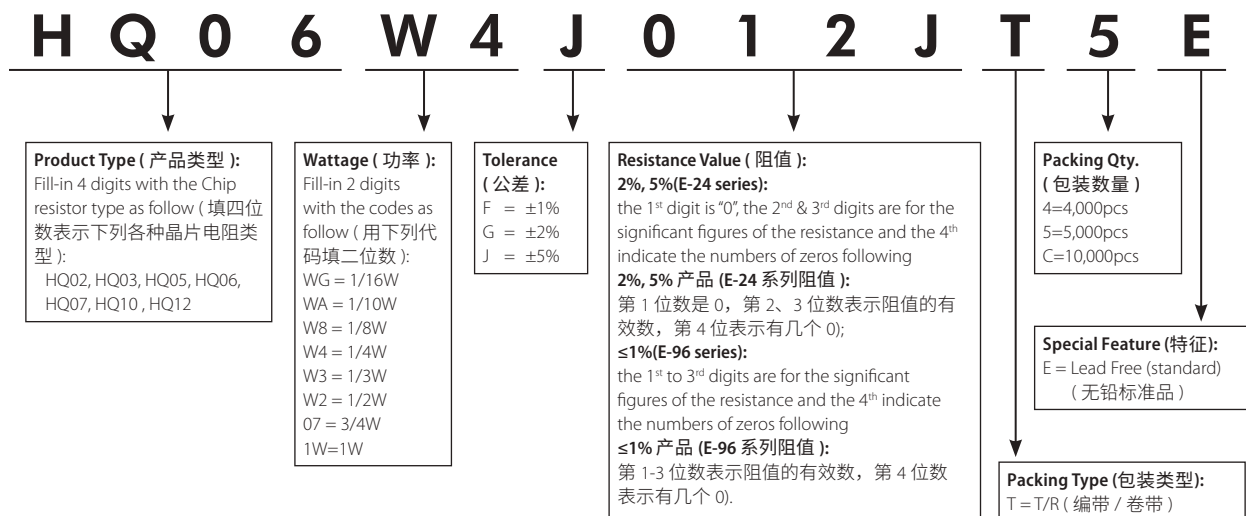 H Q 0 6 W 4 J 0 1 2 J T 5 E
Product Type ( 产品类型 ):
Fill-in 4 digits with the Chip
resistor type as follow ( 填四位
数表示下列各种晶片电阻类
型 ):
HQ02, HQ03, HQ05, HQ06,
HQ07, HQ10 , HQ12
Wattage ( 功率 ):
Fill-in 2 digits
with the codes as
follow ( 用下列代
码填二位数 ):
WG = 1/16W
WA = 1/10W
W8 = 1/8W
W4 = 1/4W
W3 = 1/3W
W2 = 1/2W
07 = 3/4W
1W=1W
Tolerance
( 公差 ):
F = ±1%
G = ±2%
J = ±5%
Resistance Value ( 阻值 ):
2%, 5%(E-24 series):
the 1st digit is “0”, the 2nd & 3rd digits are for the
significant figures of the resistance and the 4th
indicate the numbers of zeros following
2%, 5% 产品 (E-24 系列阻值 ):
第 1 位数是 0，第 2、3 位数表示阻值的有
效数，第 4 位表示有几个 0);
≤1%(E-96 series):
the 1st to 3rd digits are for the significant
figures of the resistance and the 4th indicate
the numbers of zeros following
≤1% 产品 (E-96 系列阻值 ):
第 1-3 位数表示阻值的有效数，第 4 位数
表示有几个 0).
Packing Qty.
( 包装数量 )
4=4,000pcs
5=5,000pcs
C=10,000pcs
Special Feature (特征):
E = Lead Free (standard)
( 无铅标准品 )
Packing Type (包装类型):
T = T/R ( 编带 / 卷带 )